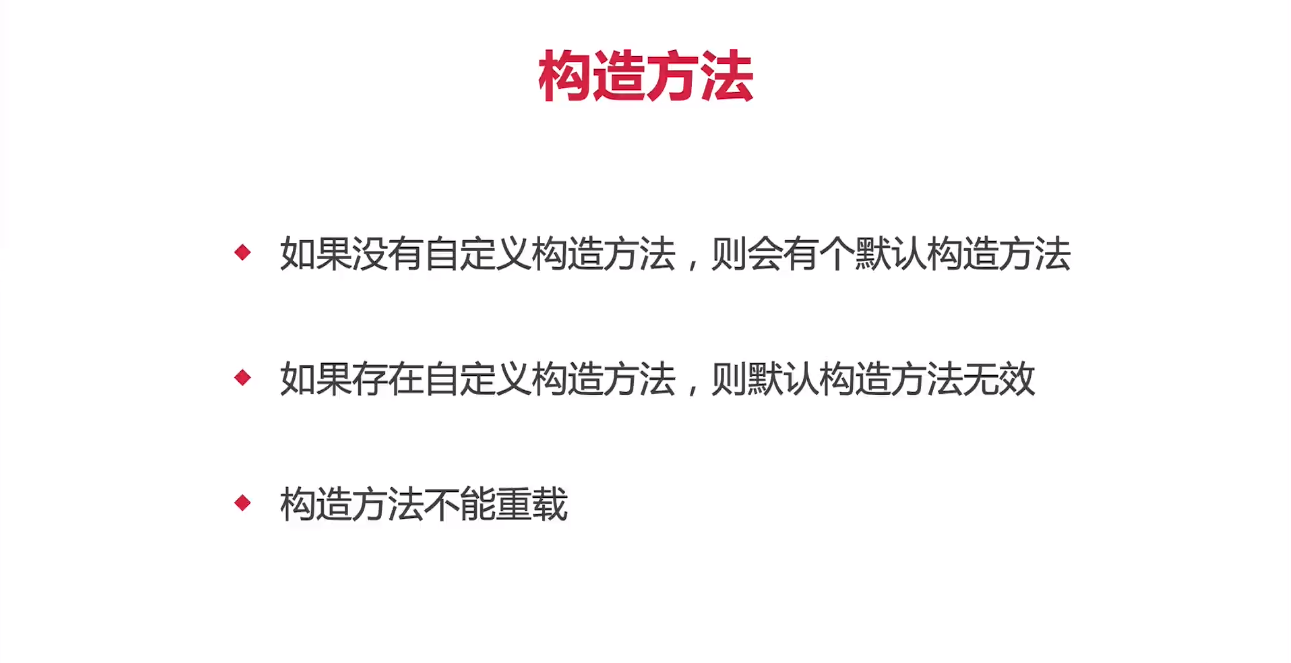 构造方法
如果没有自定义构造方法，则会有个默认构造方法
如果存在自定义构造方法，则默认构造方法无效
构造方法不能重载